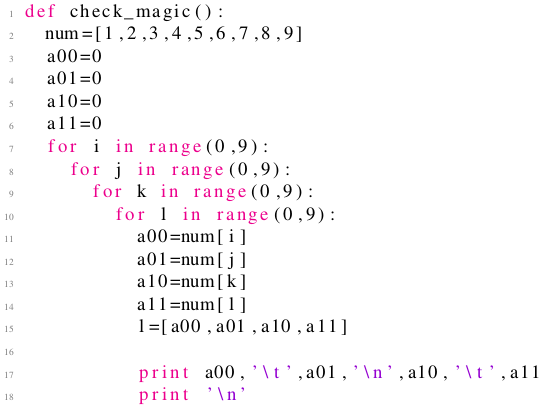 1 def check_magic():
2   num=[1,2,3,4,5,6,7,8,9]
3   a00=0
4   a01=0
5   a10=0
6   a11=0
7   for i in range(0,9):
8     for j in range(0,9):
9       for k in range(0,9):
10         for l in range(0,9):
11           a00=num[i]
12           a01=num[j]
13           a10=num[k]
14           a11=num[l]
15           l=[a00,a01,a10,a11]
16
17           print a00,'\t',a01,'\n',a10,'\t',a11
18           print '\n'